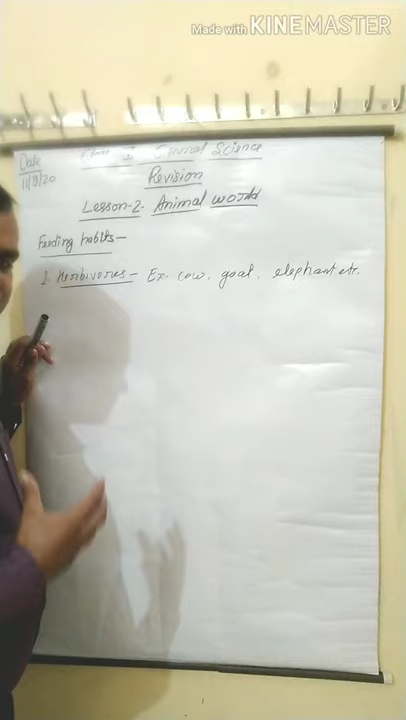 Made with KINEMASTER
Date
11/8/20
Class I General Science
Revision
Lesson-2. Animal world
Feeding habits-
1. Herbivores - Ex. cow, goat, elephant etc.